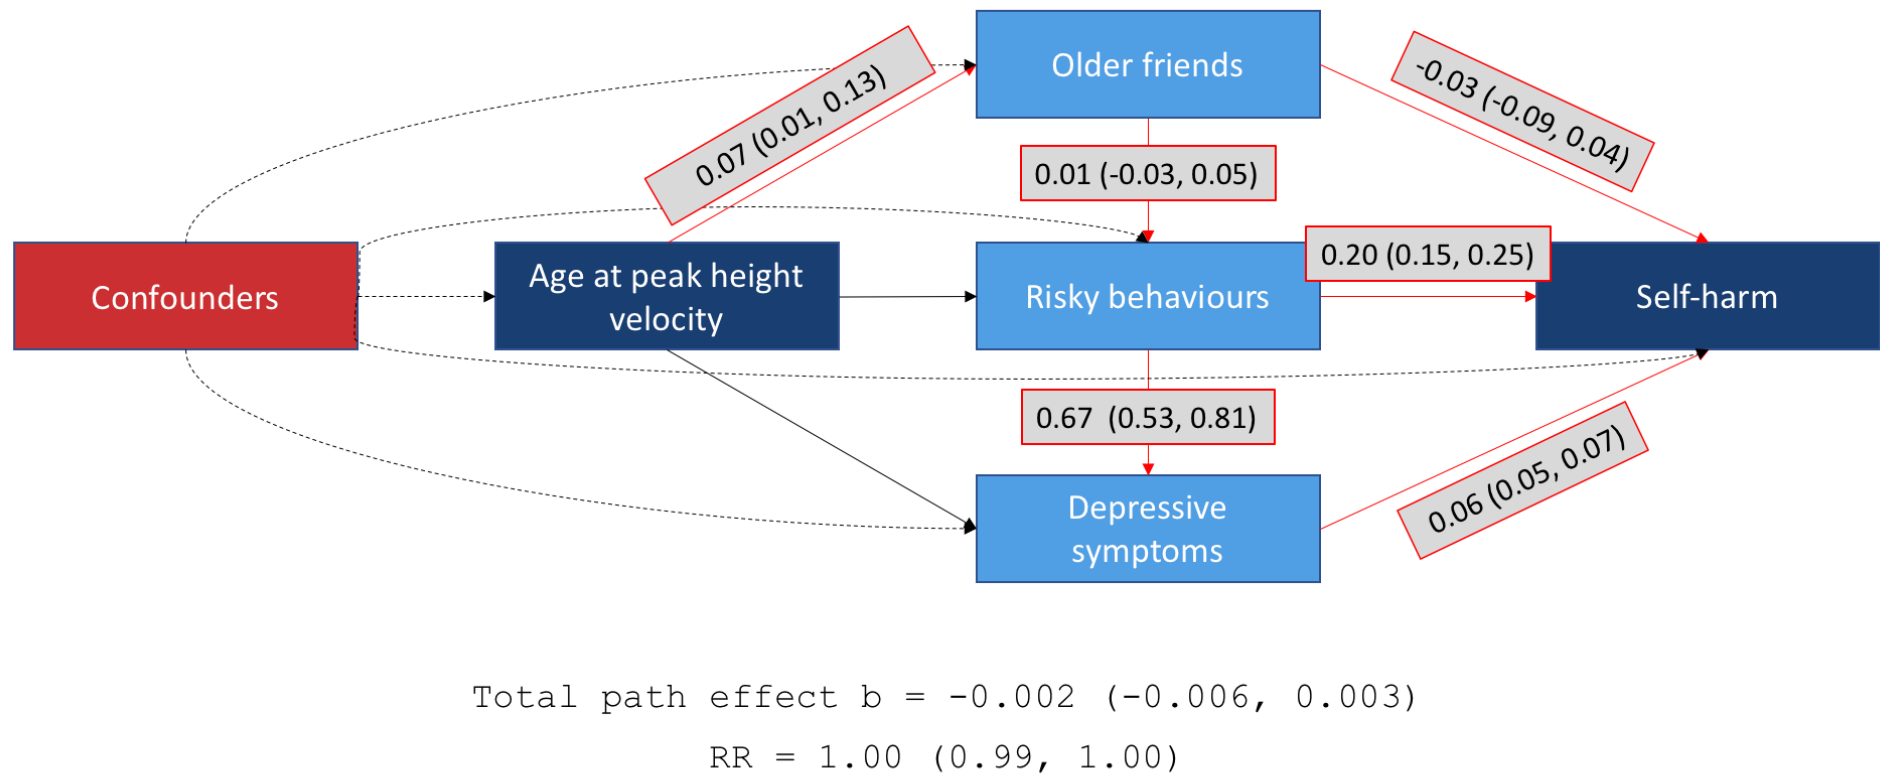 Older friends
0.07 (0.01, 0.13)
-0.03 (-0.09, 0.04)
0.01 (-0.03, 0.05)
Confounders
Age at peak height
velocity
Risky behaviours
0.20 (0.15, 0.25)
Self-harm
0.67  (0.53, 0.81)
Depressive
symptoms
0.06 (0.05, 0.07)
Total path effect b = -0.002 (-0.006, 0.003)
RR = 1.00 (0.99, 1.00)